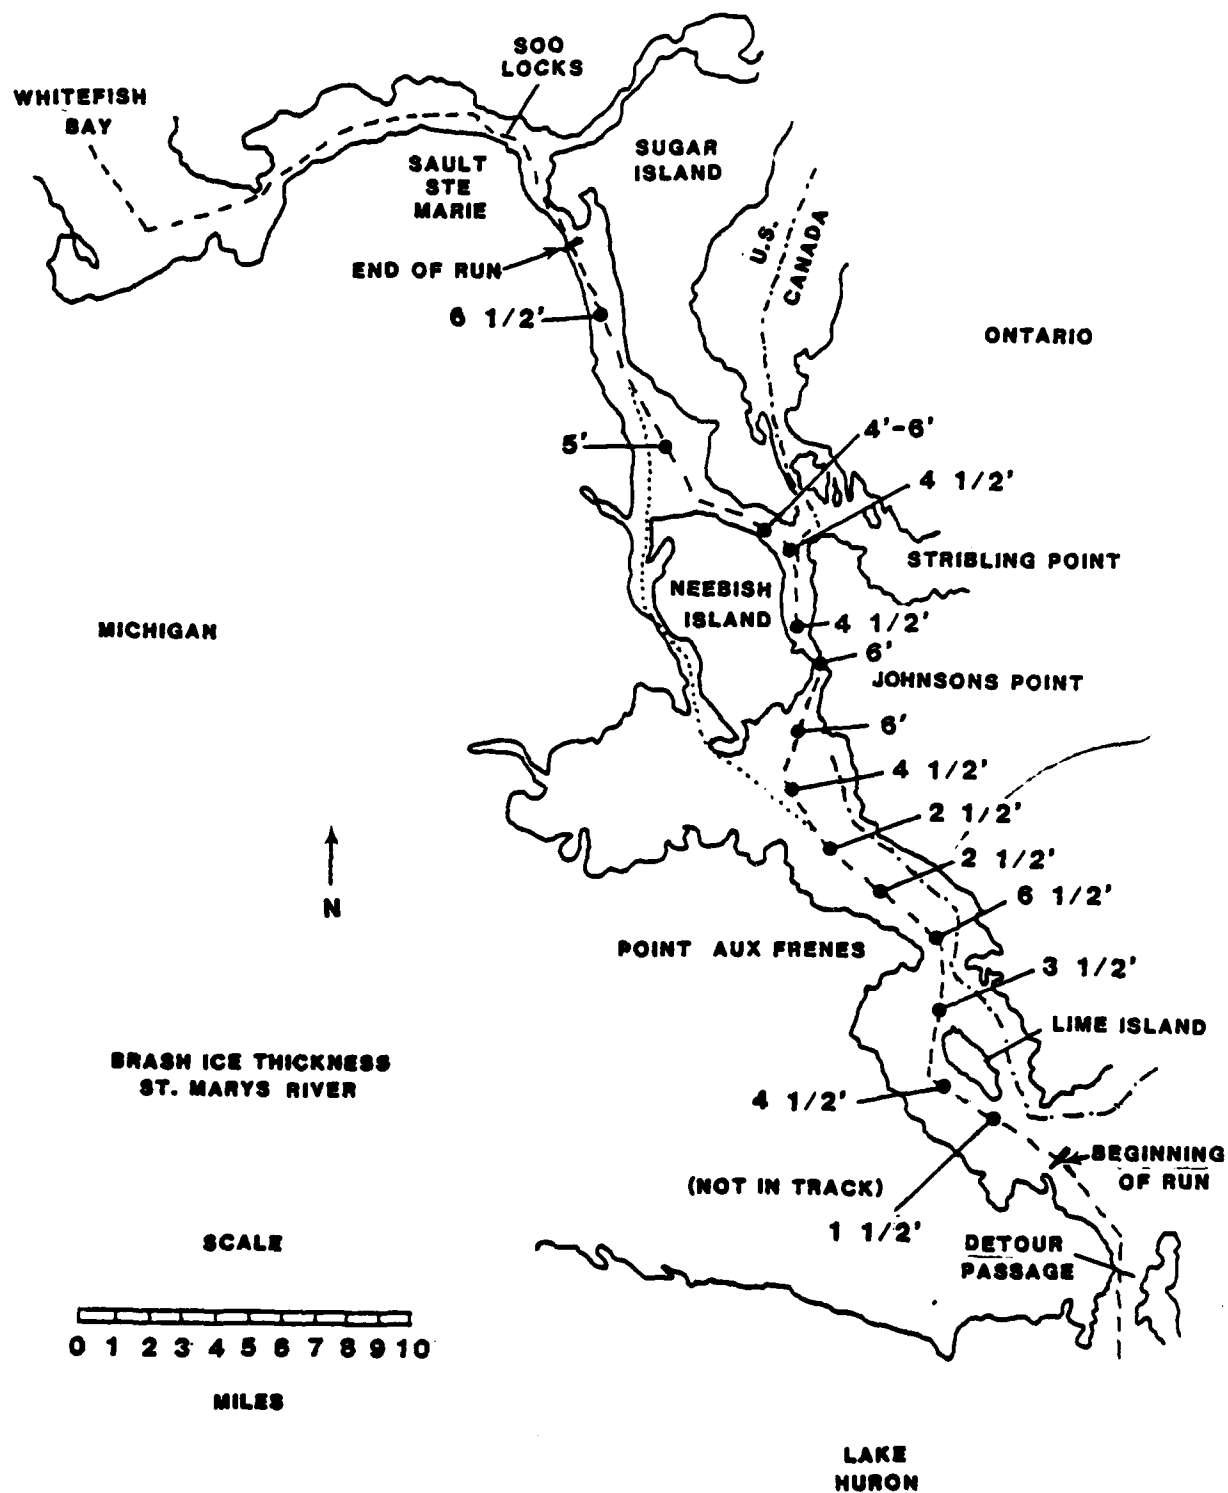 SOO
LOCKS
WHITEFISH
BAY
SUGAR
ISLAND
SAULT
STE
MARIE
U.S.
CANADA
END OF RUN
6 1/2'
ONTARIO
4'-6'
5'
4 1/2'
STRIBLING POINT
NEEBISH
ISLAND
4 1/2'
MICHIGAN
6'
JOHNSONS POINT
6'
4 1/2'
2 1/2'
2 1/2'
6 1/2'
N
POINT AUX FRENES
3 1/2'
LIME ISLAND
BRASH ICE THICKNESS
ST. MARYS RIVER
4 1/2'
BEGINNING
OF RUN
(NOT IN TRACK)
1 1/2'
SCALE
DETOUR
PASSAGE
0 1 2 3 4 5 6 7 8 9 10
MILES
LAKE
HURON